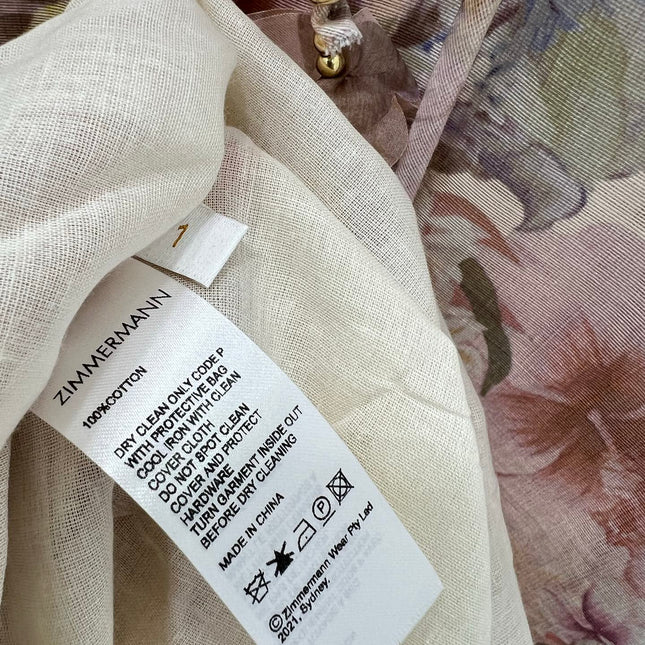 1
ZIMMERMANN
100%COTTON
DRY CLEAN ONLY CODE P
WITH PROTECTIVE BAG
COOL IRON WITH CLEAN
COVER CLOTH
DO NOT SPOT CLEAN
COVER AND PROTECT
HARDWARE
TURN GARMENT INSIDE OUT
BEFORE DRY CLEANING
MADE IN CHINA
P
©Zimmermann Wear Pty Lad
2021, Sydney.